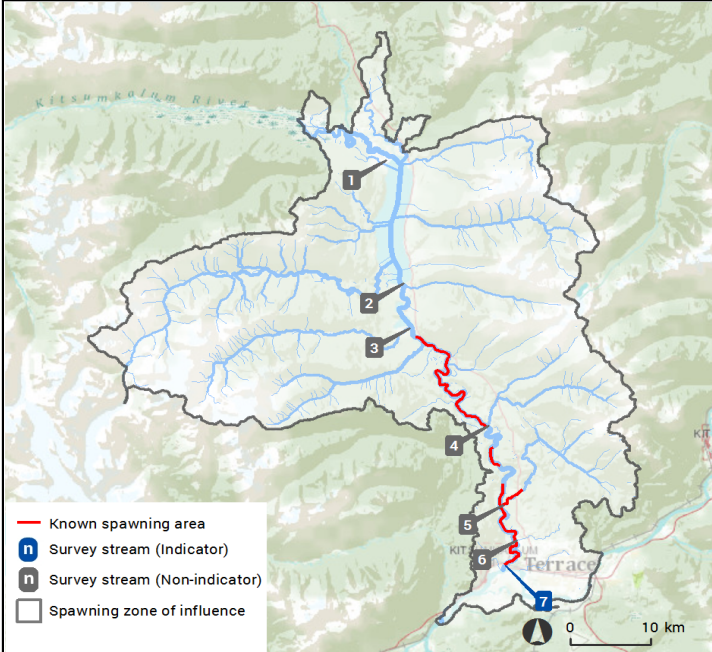 Kitsumkalum River
1
2
3
4
5
KITSUMKALUM
6
Terrace
7
KIT
0 10 km
Known spawning area
n Survey stream (Indicator)
n Survey stream (Non-indicator)
Spawning zone of influence